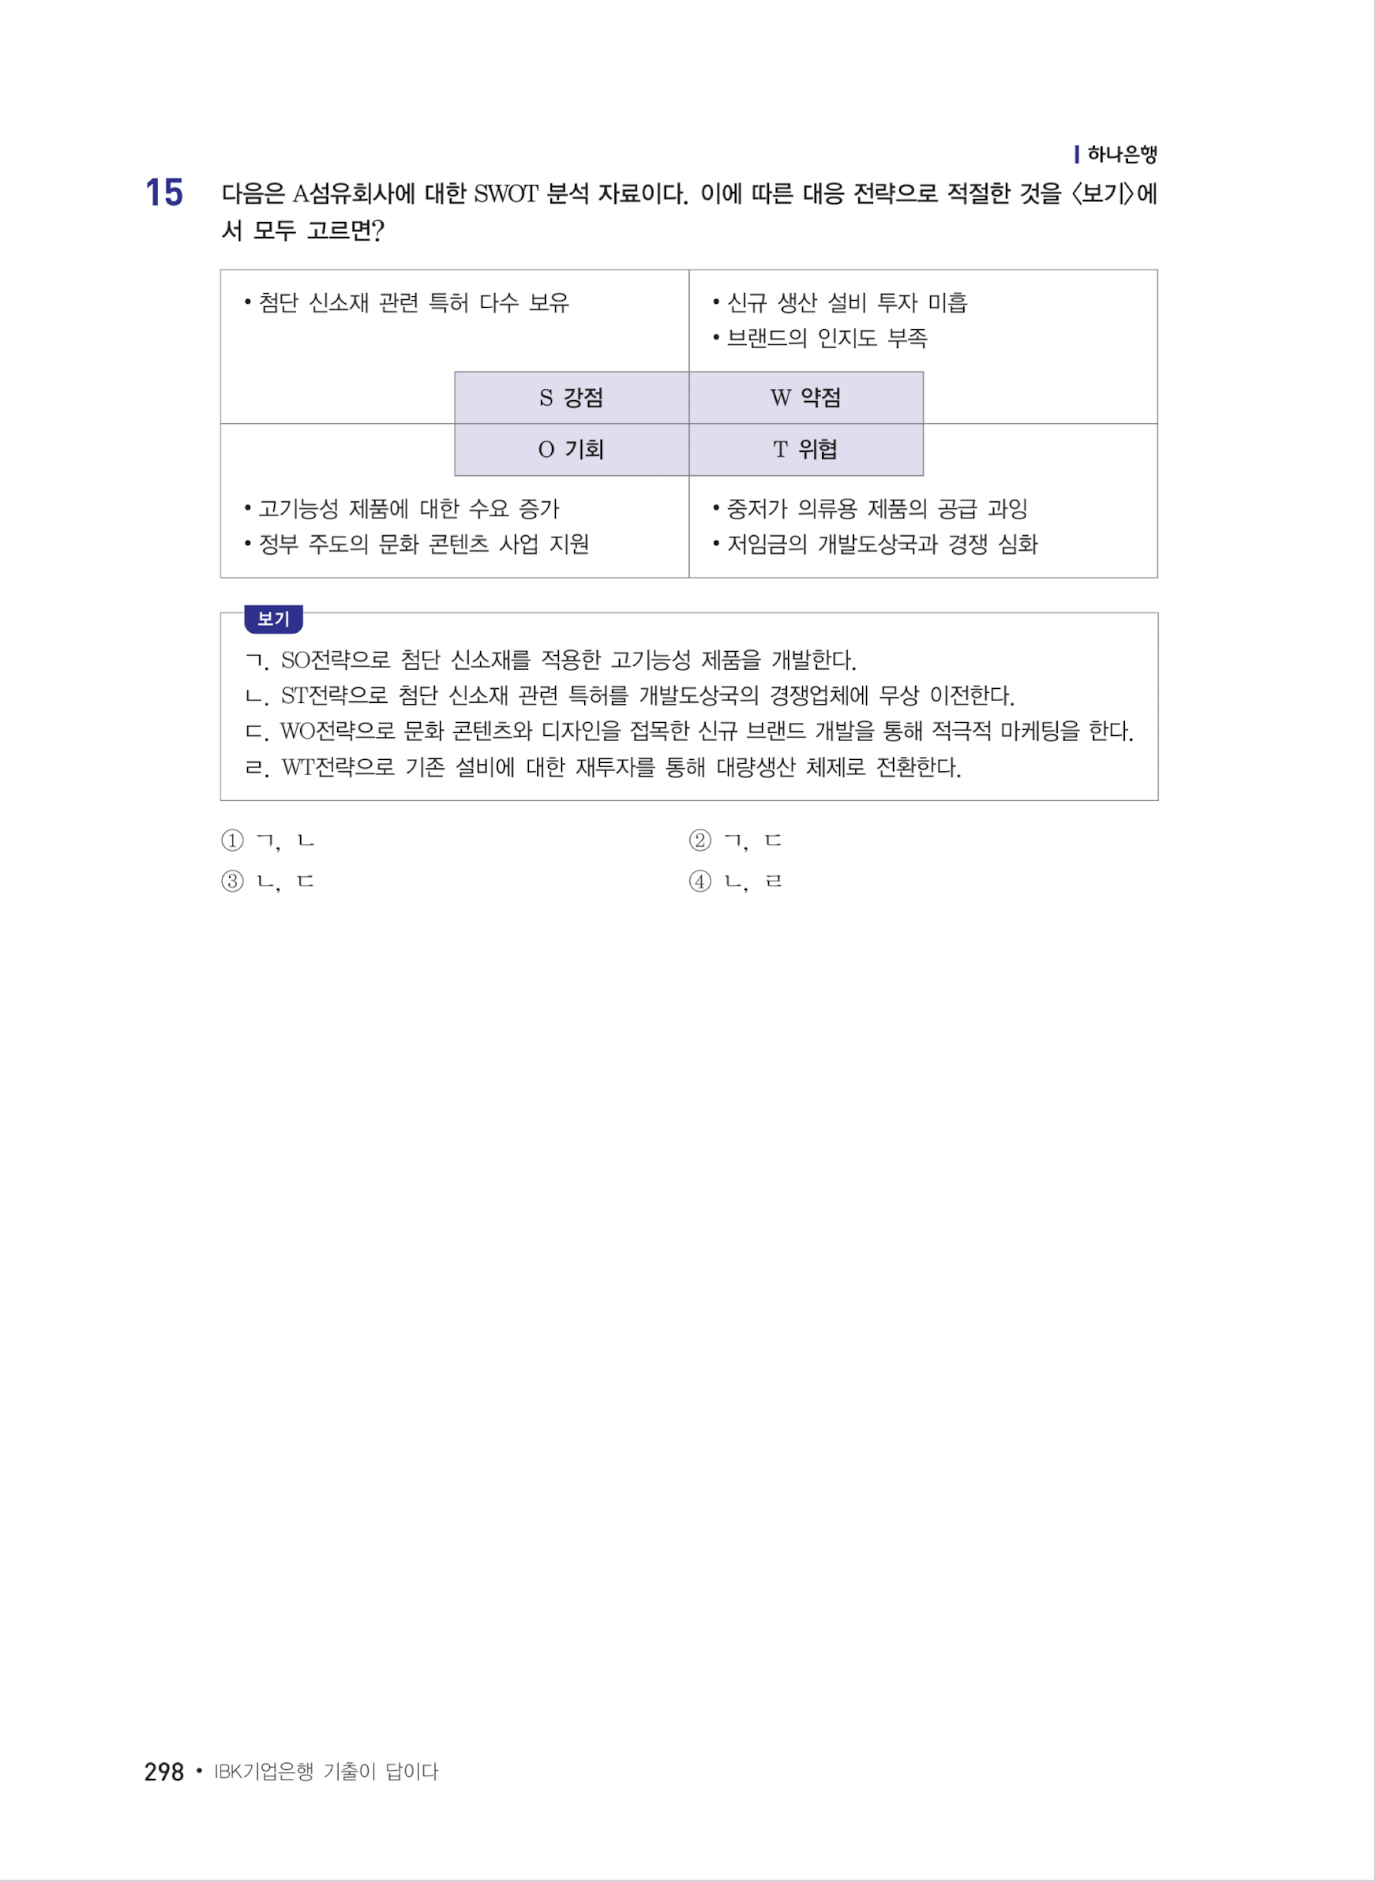 하나은행
15 다음은 A섬유회사에 대한 SWOT 분석 자료이다. 이에 따른 대응 전략으로 적절한 것을 〈보기〉에
서 모두 고르면?
• 첨단 신소재 관련 특허 다수 보유
• 신규 생산 설비 투자 미흡
• 브랜드의 인지도 부족
S 강점
W 약점
O 기회
T 위협
• 고기능성 제품에 대한 수요 증가
• 정부 주도의 문화 콘텐츠 사업 지원
• 중저가 의류용 제품의 공급 과잉
• 저임금의 개발도상국과 경쟁 심화
보기
ㄱ. SO전략으로 첨단 신소재를 적용한 고기능성 제품을 개발한다.
ㄴ. ST전략으로 첨단 신소재 관련 특허를 개발도상국의 경쟁업체에 무상 이전한다.
ㄷ. WO전략으로 문화 콘텐츠와 디자인을 접목한 신규 브랜드 개발을 통해 적극적 마케팅을 한다.
ㄹ. WT전략으로 기존 설비에 대한 재투자를 통해 대량생산 체제로 전환한다.
① ㄱ, ㄴ
② ㄱ, ㄷ
③ ㄴ, ㄷ
④ ㄴ, ㄹ
298 • IBK기업은행 기출이 답이다